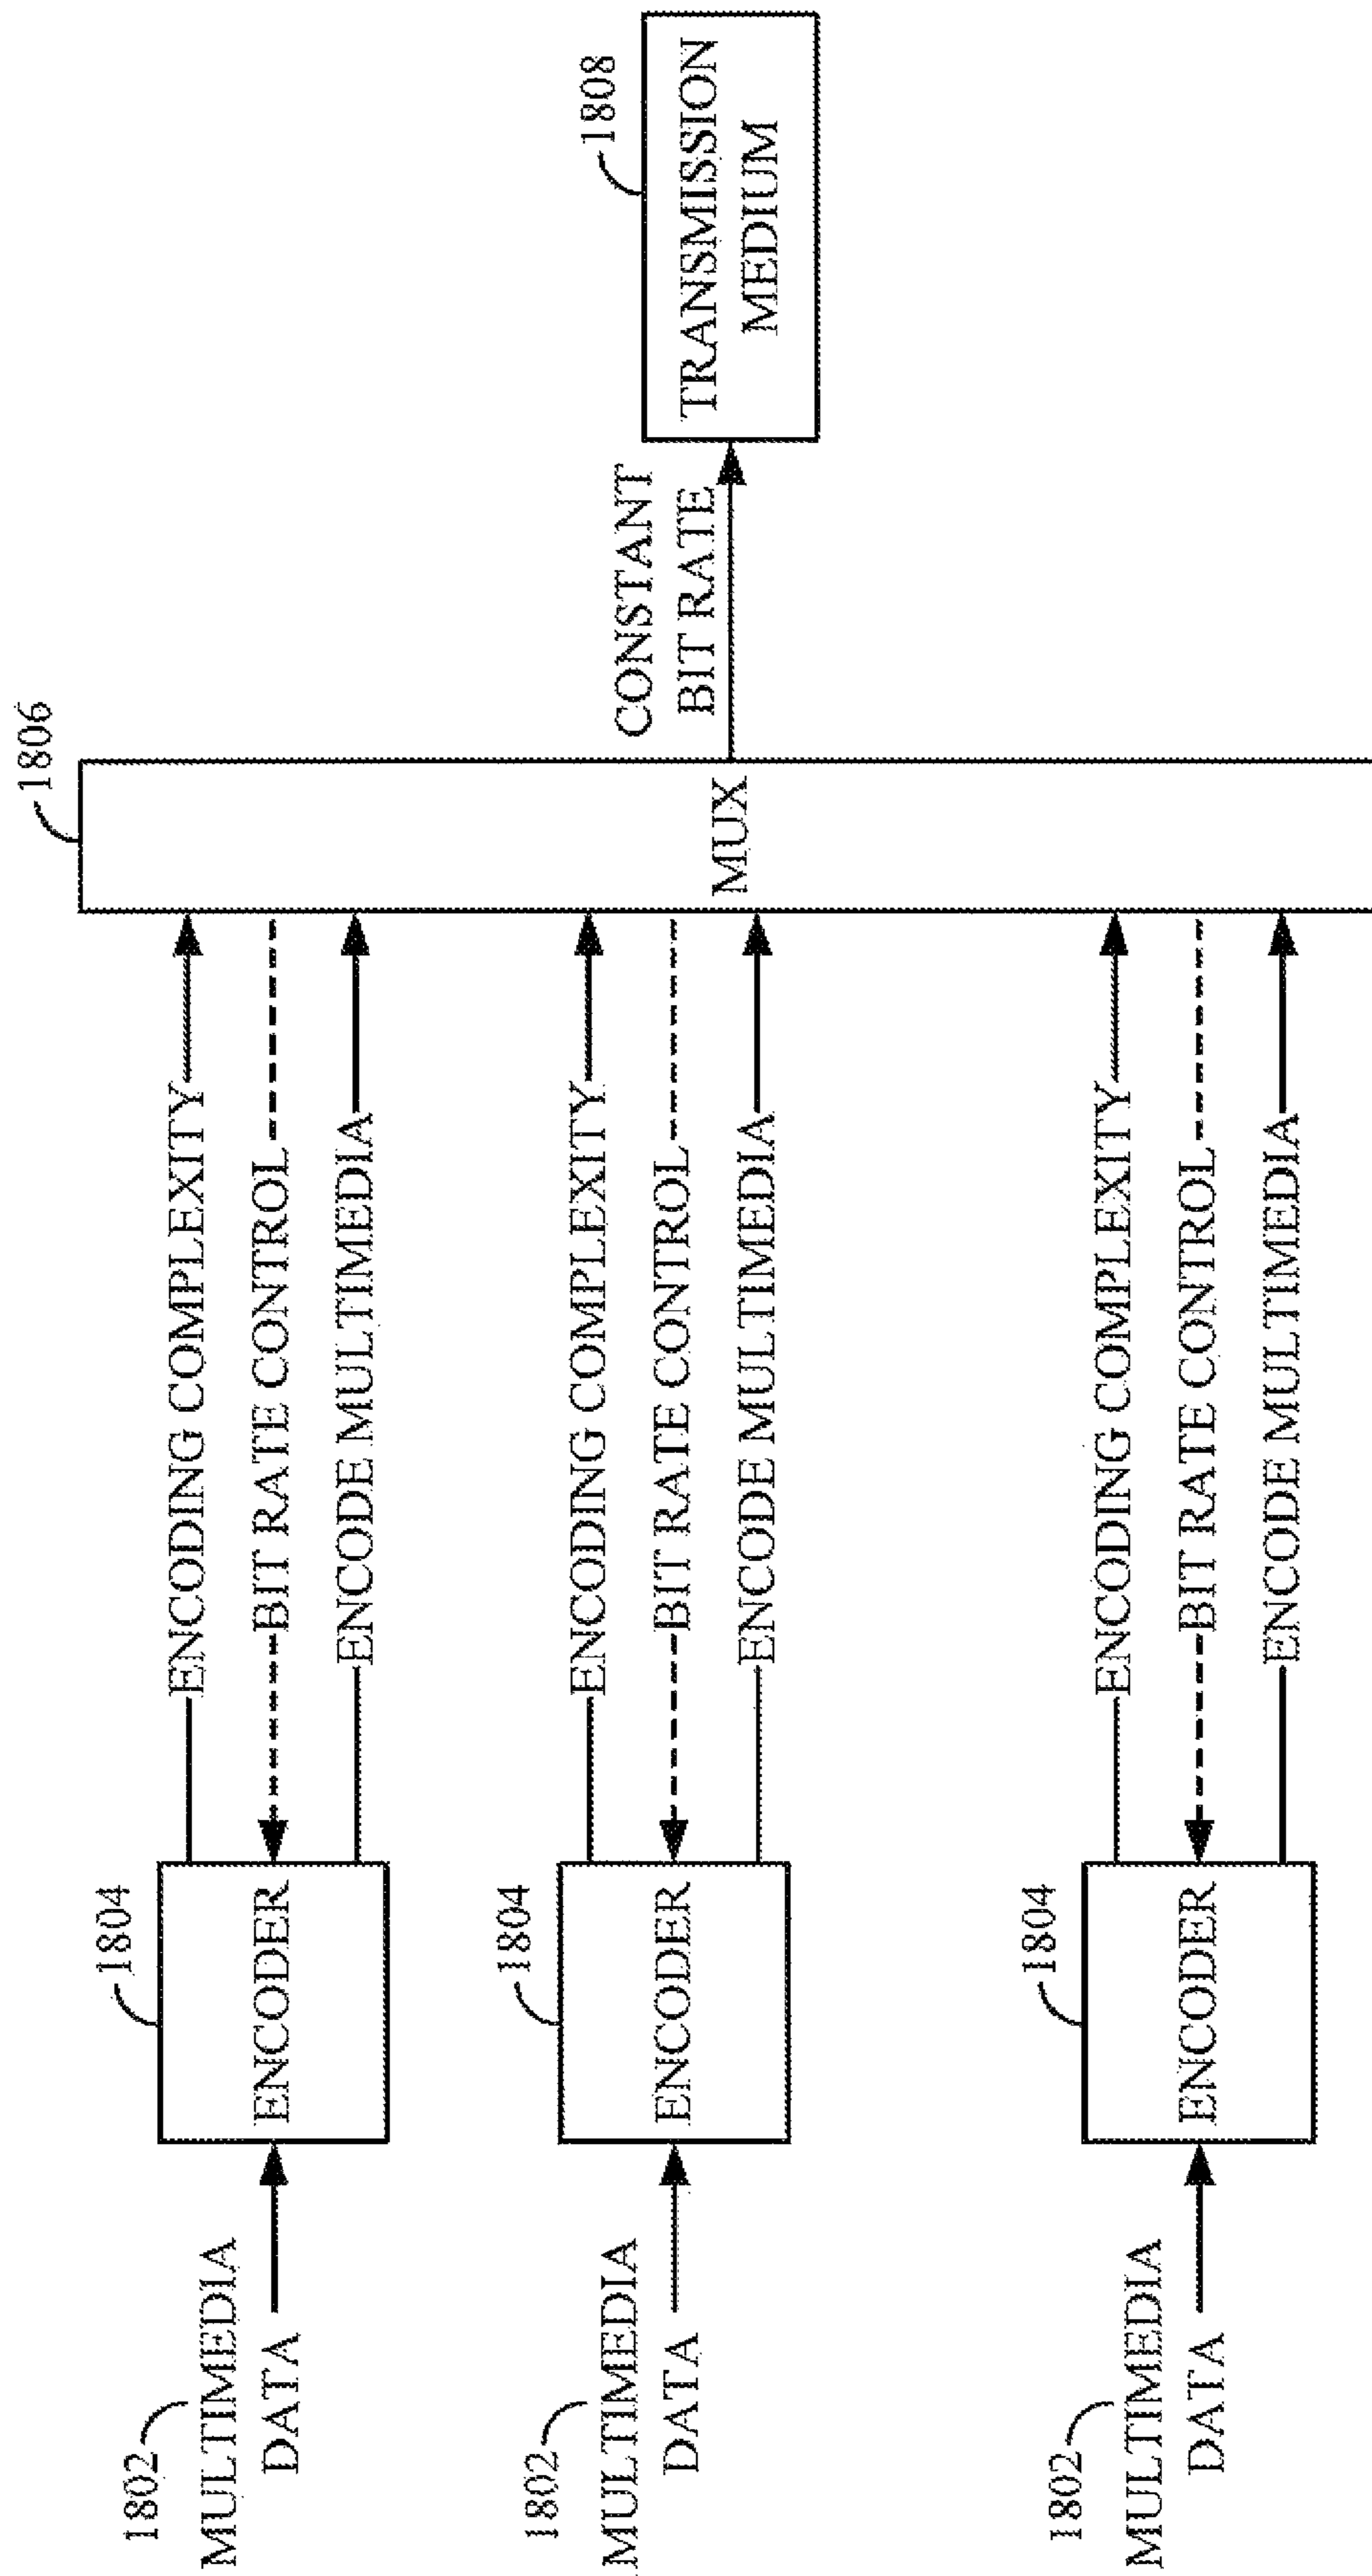 1802
MULTIMEDIA
DATA
1804
ENCODER
ENCODING COMPLEXITY
BIT RATE CONTROL
ENCODE MULTIMEDIA
1802
MULTIMEDIA
DATA
1804
ENCODER
ENCODING COMPLEXITY
BIT RATE CONTROL
ENCODE MULTIMEDIA
1802
MULTIMEDIA
DATA
1804
ENCODER
ENCODING COMPLEXITY
BIT RATE CONTROL
ENCODE MULTIMEDIA
1806
MUX
CONSTANT
BIT RATE
1808
TRANSMISSION
MEDIUM